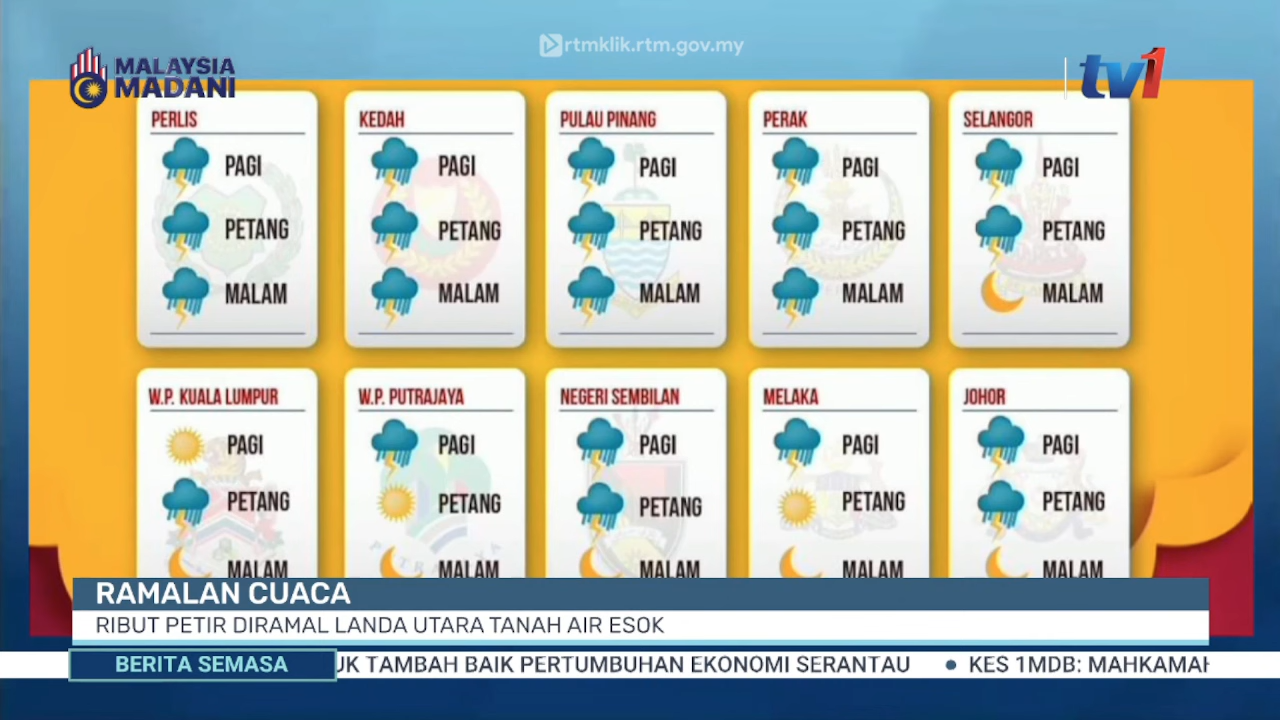 rtmklik.rtm.gov.my
MALAYSIA
MADANI
tv1
PERLIS
PAGI
PETANG
MALAM
KEDAH
PAGI
PETANG
MALAM
PULAU PINANG
PAGI
PETANG
MALAM
PERAK
PAGI
PETANG
MALAM
SELANGOR
PAGI
PETANG
MALAM
W.P. KUALA LUMPUR
PAGI
PETANG
MALAM
W.P. PUTRAJAYA
PAGI
PETANG
MALAM
NEGERI SEMBILAN
PAGI
PETANG
MALAM
MELAKA
PAGI
PETANG
MALAM
JOHOR
PAGI
PETANG
MALAM
RAMALAN CUACA
RIBUT PETIR DIRAMAL LANDA UTARA TANAH AIR ESOK
BERITA SEMASA
UK TAMBAH BAIK PERTUMBUHAN EKONOMI SERANTAU • KES 1MDB: MAHKAMAH